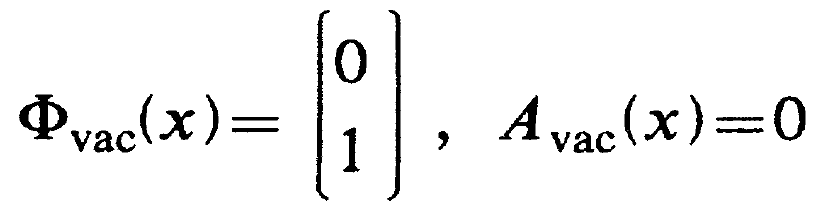 Φ_vac(x)= [0 1] , A_vac(x)=0